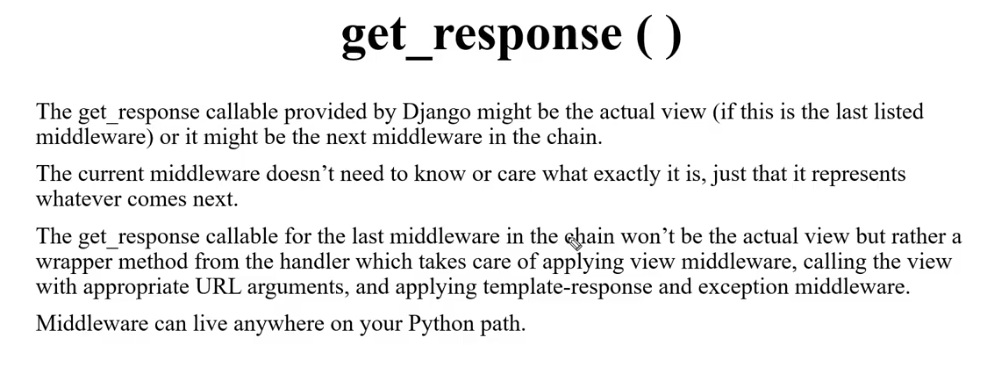 get_response ( )
The get_response callable provided by Django might be the actual view (if this is the last listed
middleware) or it might be the next middleware in the chain.
The current middleware doesn’t need to know or care what exactly it is, just that it represents
whatever comes next.
The get_response callable for the last middleware in the chain won’t be the actual view but rather a
wrapper method from the handler which takes care of applying view middleware, calling the view
with appropriate URL arguments, and applying template-response and exception middleware.
Middleware can live anywhere on your Python path.